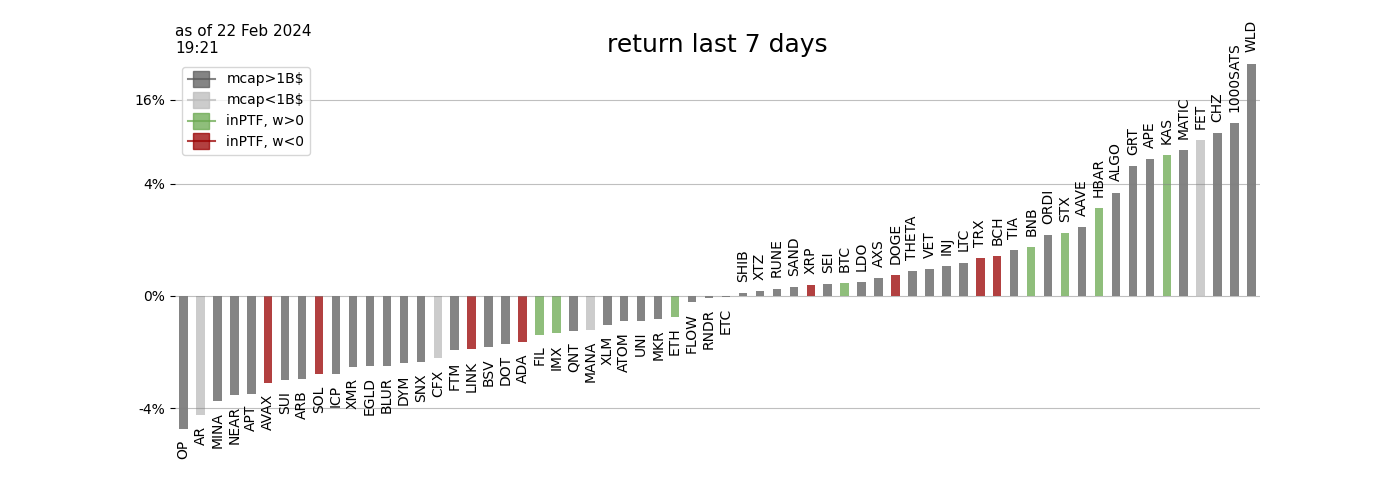 as of 22 Feb 2024
19:21
return last 7 days
mcap>1B$
mcap<1B$
inPTF, w>0
inPTF, w<0
16%
4%
0%
-4%
OP
AR
MINA
NEAR
APT
AVAX
SUI
ARB
SOL
ICP
XMR
EGLD
BLUR
DYM
SNX
CFX
FTM
LINK
BSV
DOT
ADA
FIL
IMX
QNT
MANA
XLM
ATOM
UNI
MKR
ETH
FLOW
RNDR
ETC
SHIB
XTZ
RUNE
SAND
XRP
SEI
BTC
LDO
AXS
DOGE
THETA
VET
INJ
LTC
TRX
BCH
TIA
BNB
ORDI
STX
AAVE
HBAR
ALGO
GRT
APE
KAS
MATIC
FET
CHZ
1000SATS
WLD